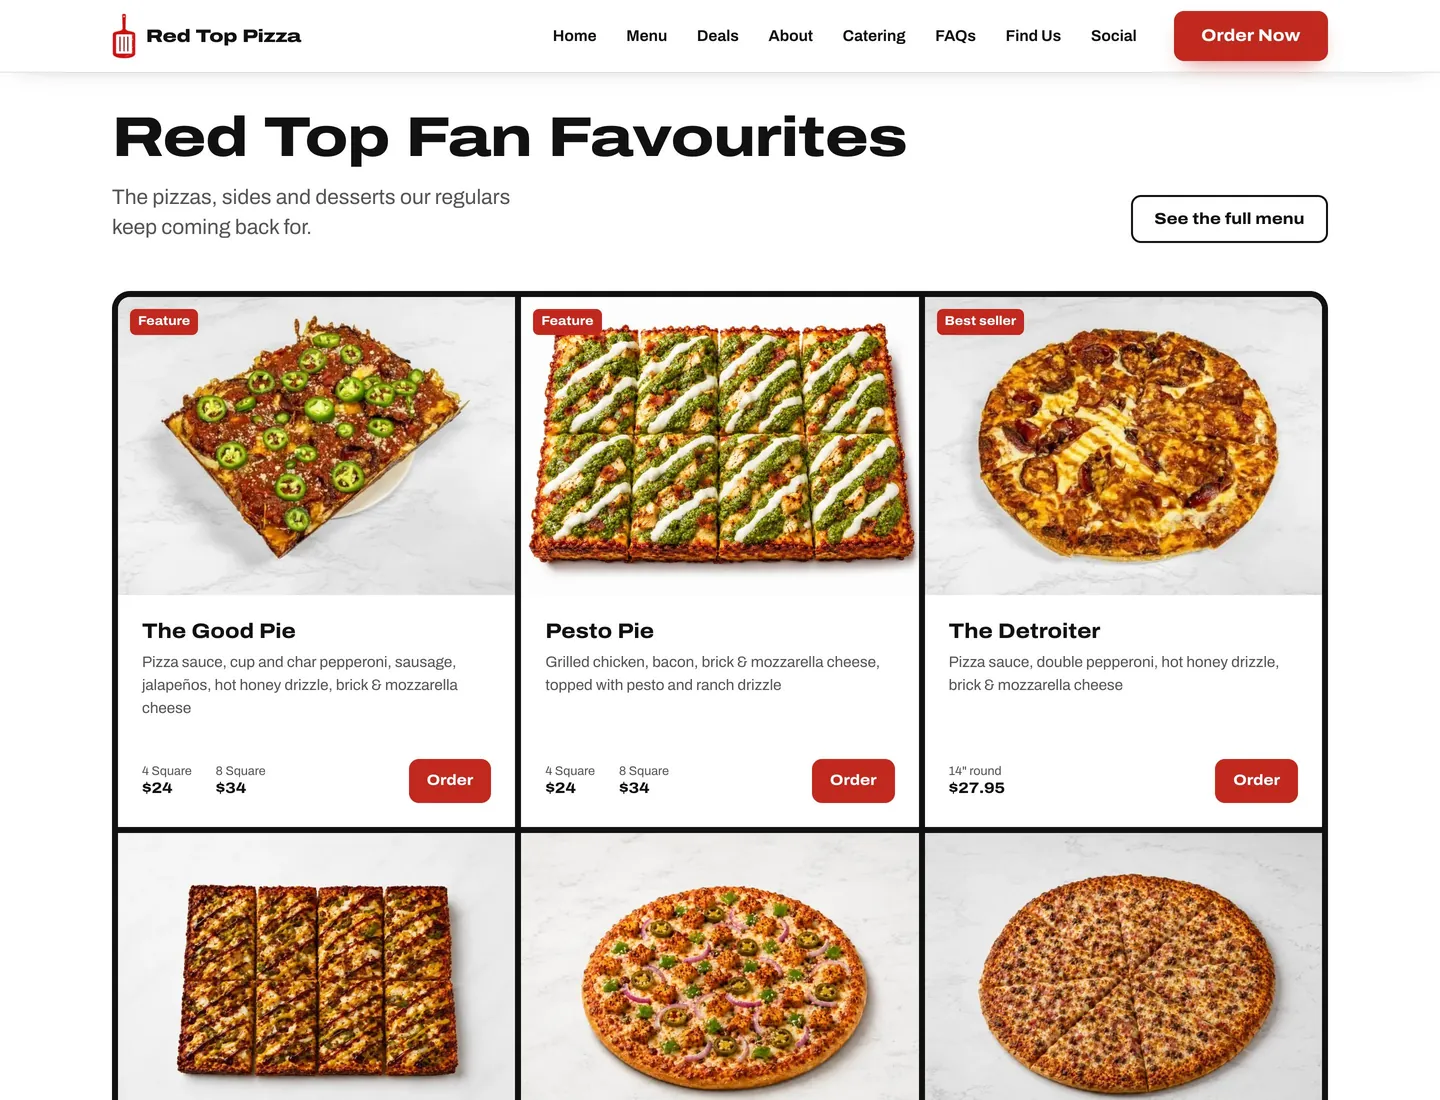 Red Top Pizza
Home
Menu
Deals
About
Catering
FAQs
Find Us
Social
Order Now
Red Top Fan Favourites
The pizzas, sides and desserts our regulars
keep coming back for.
See the full menu
Feature
Feature
Best seller
The Good Pie
Pizza sauce, cup and char pepperoni, sausage,
jalapeños, hot honey drizzle, brick & mozzarella
cheese
4 Square
$24
8 Square
$34
Order
Pesto Pie
Grilled chicken, bacon, brick & mozzarella cheese,
topped with pesto and ranch drizzle
4 Square
$24
8 Square
$34
Order
The Detroiter
Pizza sauce, double pepperoni, hot honey drizzle,
brick & mozzarella cheese
14" round
$27.95
Order